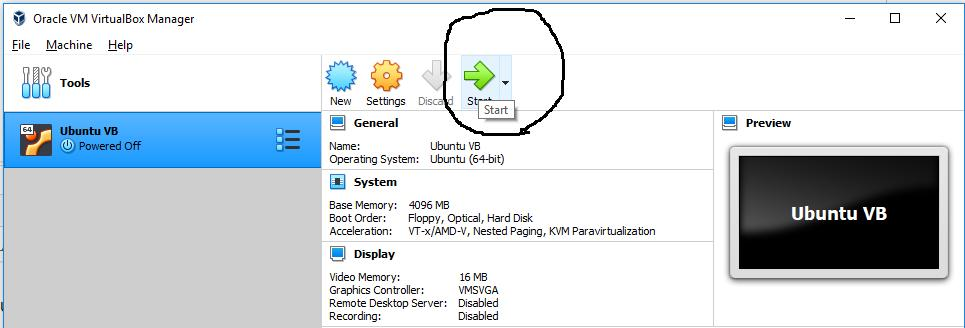 Oracle VM VirtualBox Manager
File Machine Help
Tools
New Settings Discard Start
Start
64
Ubuntu VB
Powered Off
General
Name: Ubuntu VB
Operating System: Ubuntu (64-bit)
System
Base Memory: 4096 MB
Boot Order: Floppy, Optical, Hard Disk
Acceleration: VT-x/AMD-V, Nested Paging, KVM Paravirtualization
Display
Video Memory: 16 MB
Graphics Controller: VMSVGA
Remote Desktop Server: Disabled
Recording: Disabled
Preview
Ubuntu VB